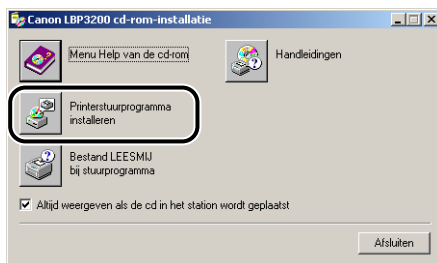 Canon LBP3200 cd-rom-installatie
Menu Help van de cd-rom
Handleidingen
Printerstuurprogramma
installeren
Bestand LEESMIJ
bij stuurprogramma
Altijd weergeven als de cd in het station wordt geplaatst
Afsluiten